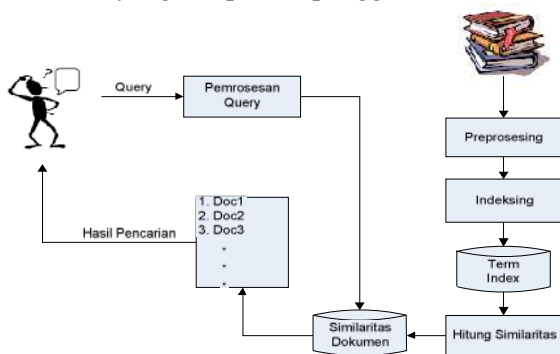 Query
Pemrosesan
Query
Preprosesing
Indeksing
Term
Index
Hitung Similaritas
Similaritas
Dokumen
1. Doc1
2. Doc2
3. Doc3
.
.
.
Hasil Pencarian